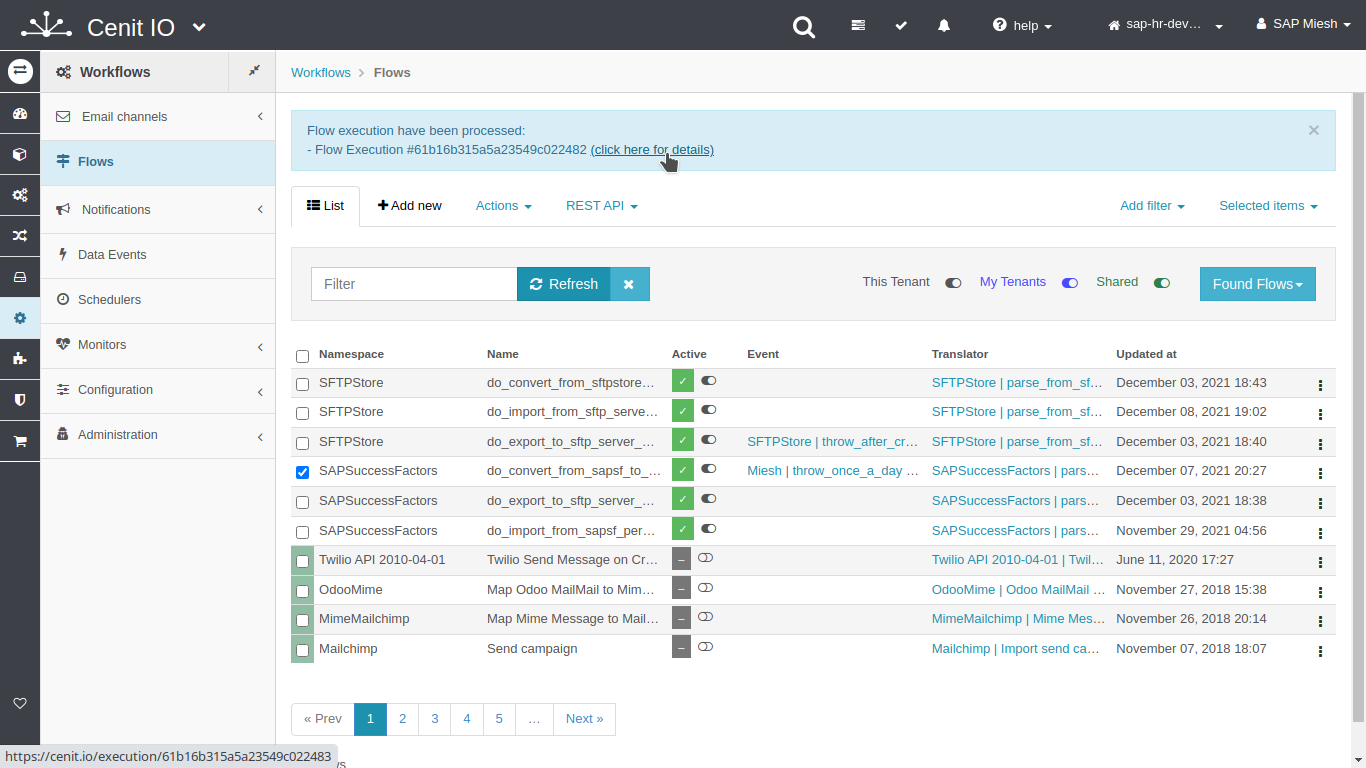 Cenit IO
help
sap-hr-dev...
SAP Miesh
Workflows
Workflows > Flows
Email channels
Flows
Notifications
Data Events
Schedulers
Monitors
Configuration
Administration
Flow execution have been processed:
- Flow Execution #61b16b315a5a23549c022482 (click here for details)
×
List
Add new
Actions
REST API
Add filter
Selected items
Filter
Refresh
This Tenant
My Tenants
Shared
Found Flows
Namespace Name Active Event Translator Updated at
SFTPStore do_convert_from_sftpstore… SFTPStore | parse_from_sf... December 03, 2021 18:43
SFTPStore do_import_from_sftp_serve… SFTPStore | parse_from_sf... December 08, 2021 19:02
SFTPStore do_export_to_sftp_server_… SFTPStore | throw_after_cr... SFTPStore | parse_from_sf... December 03, 2021 18:40
SAPSuccessFactors do_convert_from_sapsf_to_… Miesh | throw_once_a_day ... SAPSuccessFactors | pars... December 07, 2021 20:27
SAPSuccessFactors do_export_to_sftp_server_… SAPSuccessFactors | pars... December 03, 2021 18:38
SAPSuccessFactors do_import_from_sapsf_per… SAPSuccessFactors | pars... November 29, 2021 04:56
Twilio API 2010-04-01 Twilio Send Message on Cr… – Twilio API 2010-04-01 | Twil... June 11, 2020 17:27
OdooMime Map Odoo MailMail to Mim… – OdooMime | Odoo MailMail ... November 27, 2018 15:38
MimeMailchimp Map Mime Message to Mail… – MimeMailchimp | Mime Mes... November 26, 2018 20:14
Mailchimp Send campaign – Mailchimp | Import send ca... November 07, 2018 18:07
« Prev 1 2 3 4 5 … Next »
https://cenit.io/execution/61b16b315a5a23549c022483